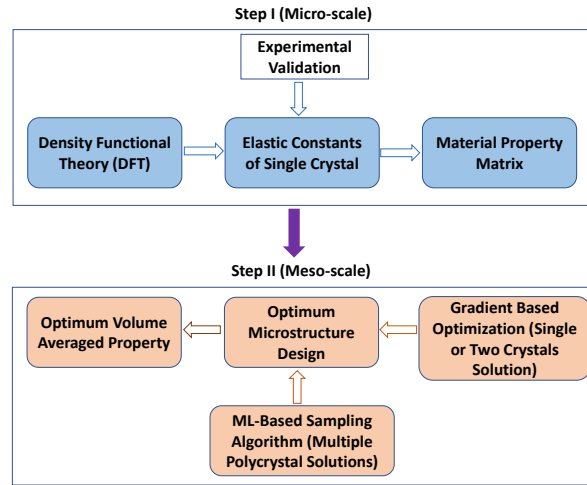 Step I (Micro-scale)
Experimental
Validation
Density Functional
Theory (DFT)
Elastic Constants
of Single Crystal
Material Property
Matrix
Step II (Meso-scale)
Optimum Volume
Averaged Property
Optimum
Microstructure
Design
Gradient Based
Optimization (Single
or Two Crystals
Solution)
ML-Based Sampling
Algorithm (Multiple
Polycrystal Solutions)